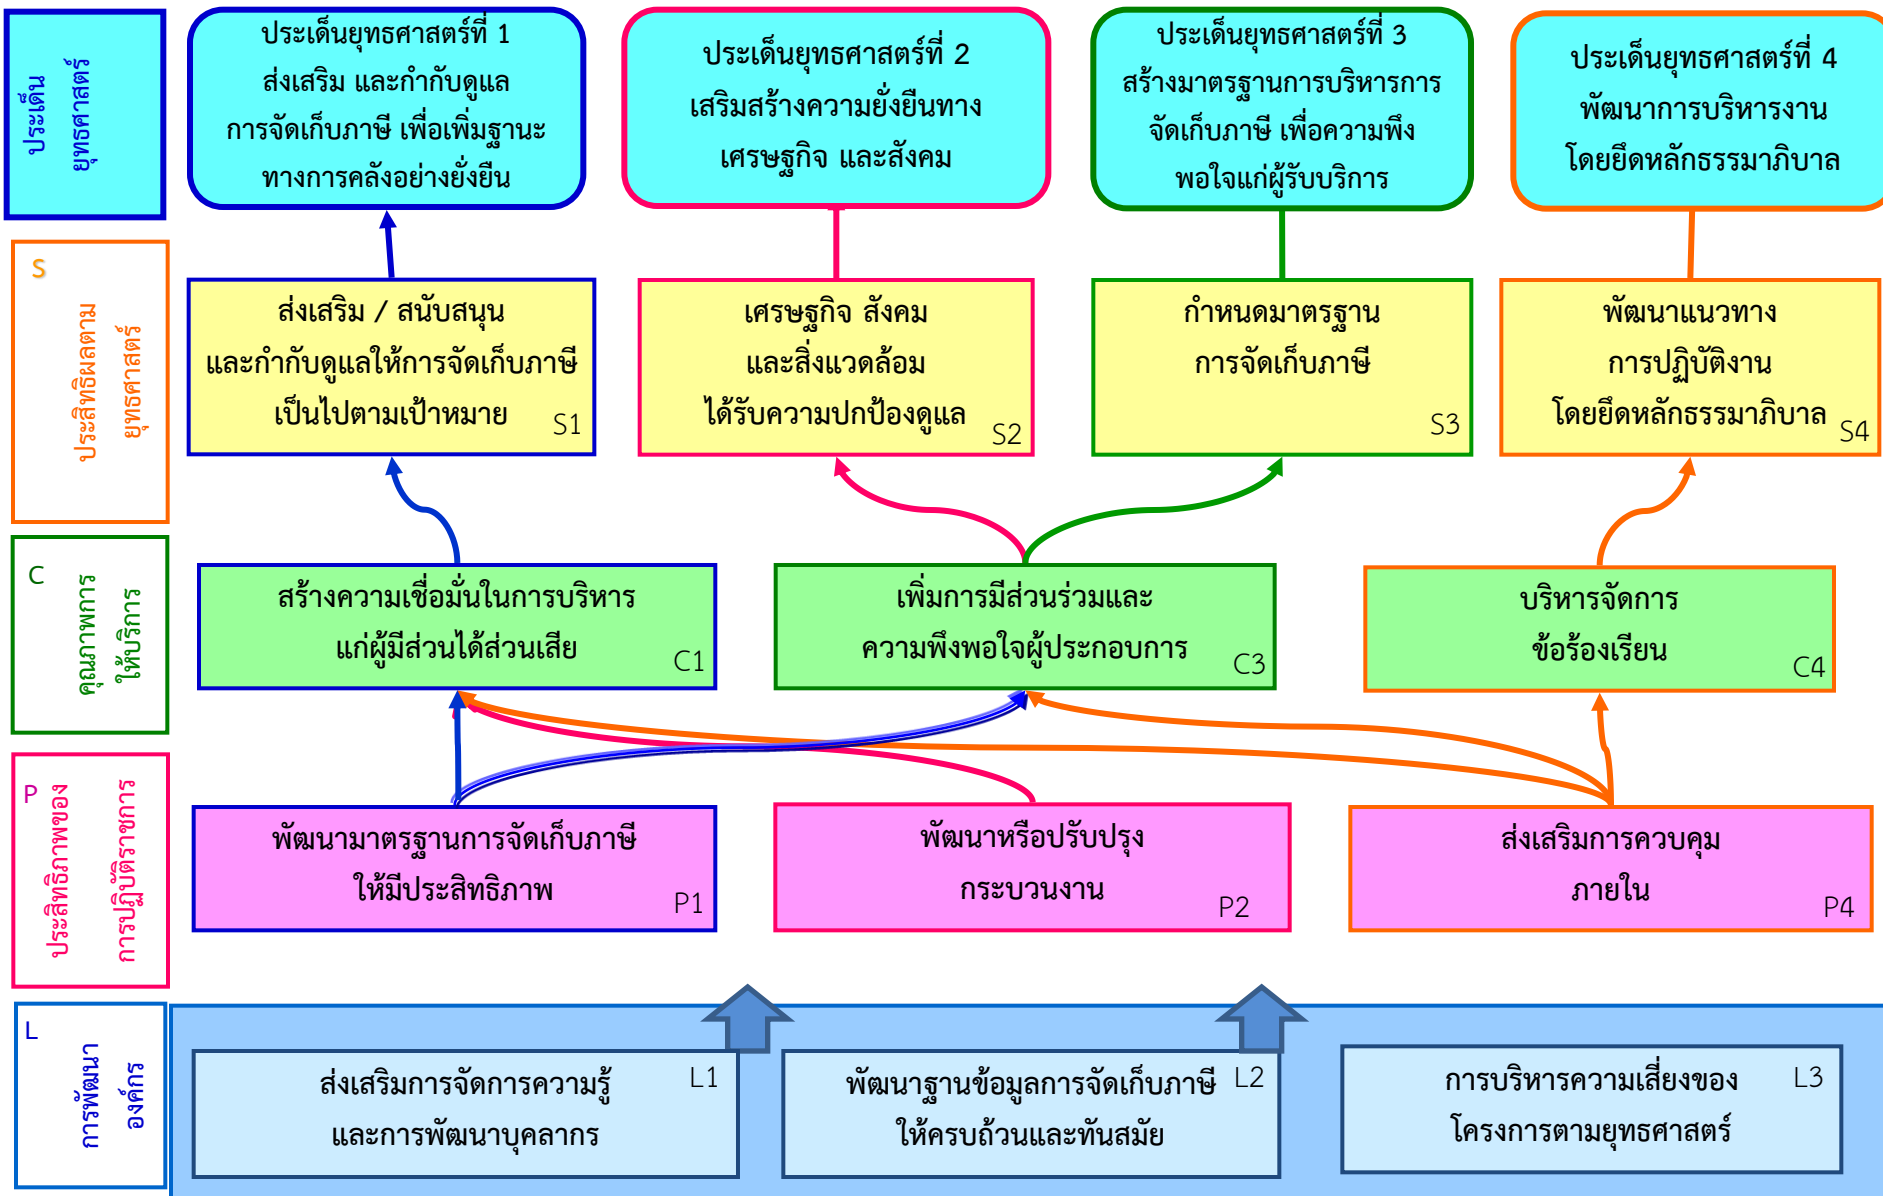 ประเด็น
ยุทธศาสตร์
ประเด็นยุทธศาสตร์ที่ 1
ส่งเสริม และกำกับดูแล
การจัดเก็บภาษี เพื่อเพิ่มฐานะ
ทางการคลังอย่างยั่งยืน
ประเด็นยุทธศาสตร์ที่ 2
เสริมสร้างความยั่งยืนทาง
เศรษฐกิจ และสังคม
ประเด็นยุทธศาสตร์ที่ 3
สร้างมาตรฐานการบริหารการ
จัดเก็บภาษี เพื่อความพึง
พอใจแก่ผู้รับบริการ
ประเด็นยุทธศาสตร์ที่ 4
พัฒนาการบริหารงาน
โดยยึดหลักธรรมาภิบาล
S
ประสิทธิผลตาม
ยุทธศาสตร์
ส่งเสริม / สนับสนุน
และกำกับดูแลให้การจัดเก็บภาษี
เป็นไปตามเป้าหมาย
S1
เศรษฐกิจ สังคม
และสิ่งแวดล้อม
ได้รับความปกป้องดูแล
S2
กำหนดมาตรฐาน
การจัดเก็บภาษี
S3
พัฒนาแนวทาง
การปฏิบัติงาน
โดยยึดหลักธรรมาภิบาล
S4
C
คุณภาพการ
ให้บริการ
สร้างความเชื่อมั่นในการบริหาร
แก่ผู้มีส่วนได้ส่วนเสีย
C1
เพิ่มการมีส่วนร่วมและ
ความพึงพอใจผู้ประกอบการ
C3
บริหารจัดการ
ข้อร้องเรียน
C4
P
ประสิทธิภาพของ
การปฏิบัติราชการ
พัฒนามาตรฐานการจัดเก็บภาษี
ให้มีประสิทธิภาพ
P1
พัฒนาหรือปรับปรุง
กระบวนงาน
P2
ส่งเสริมการควบคุม
ภายใน
P4
L
การพัฒนา
องค์กร
ส่งเสริมการจัดการความรู้
และการพัฒนาบุคลากร
L1
พัฒนาฐานข้อมูลการจัดเก็บภาษี
ให้ครบถ้วนและทันสมัย
L2
การบริหารความเสี่ยงของ
โครงการตามยุทธศาสตร์
L3